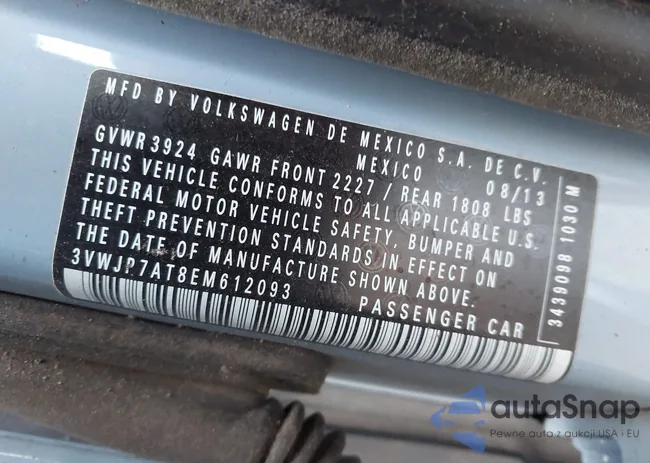 MFD BY VOLKSWAGEN DE MEXICO S.A. DE C.V.
MEXICO 08/13
GVWR 3924 GAWR FRONT 2227 / REAR 1808 LBS
THIS VEHICLE CONFORMS TO ALL APPLICABLE U.S.
FEDERAL MOTOR VEHICLE SAFETY, BUMPER AND
THEFT PREVENTION STANDARDS IN EFFECT ON
THE DATE OF MANUFACTURE SHOWN ABOVE.
3VWJP7AT8EM612093
PASSENGER CAR
3439098 1030 M
autoSnap
Pewne auta z aukcji USA i EU